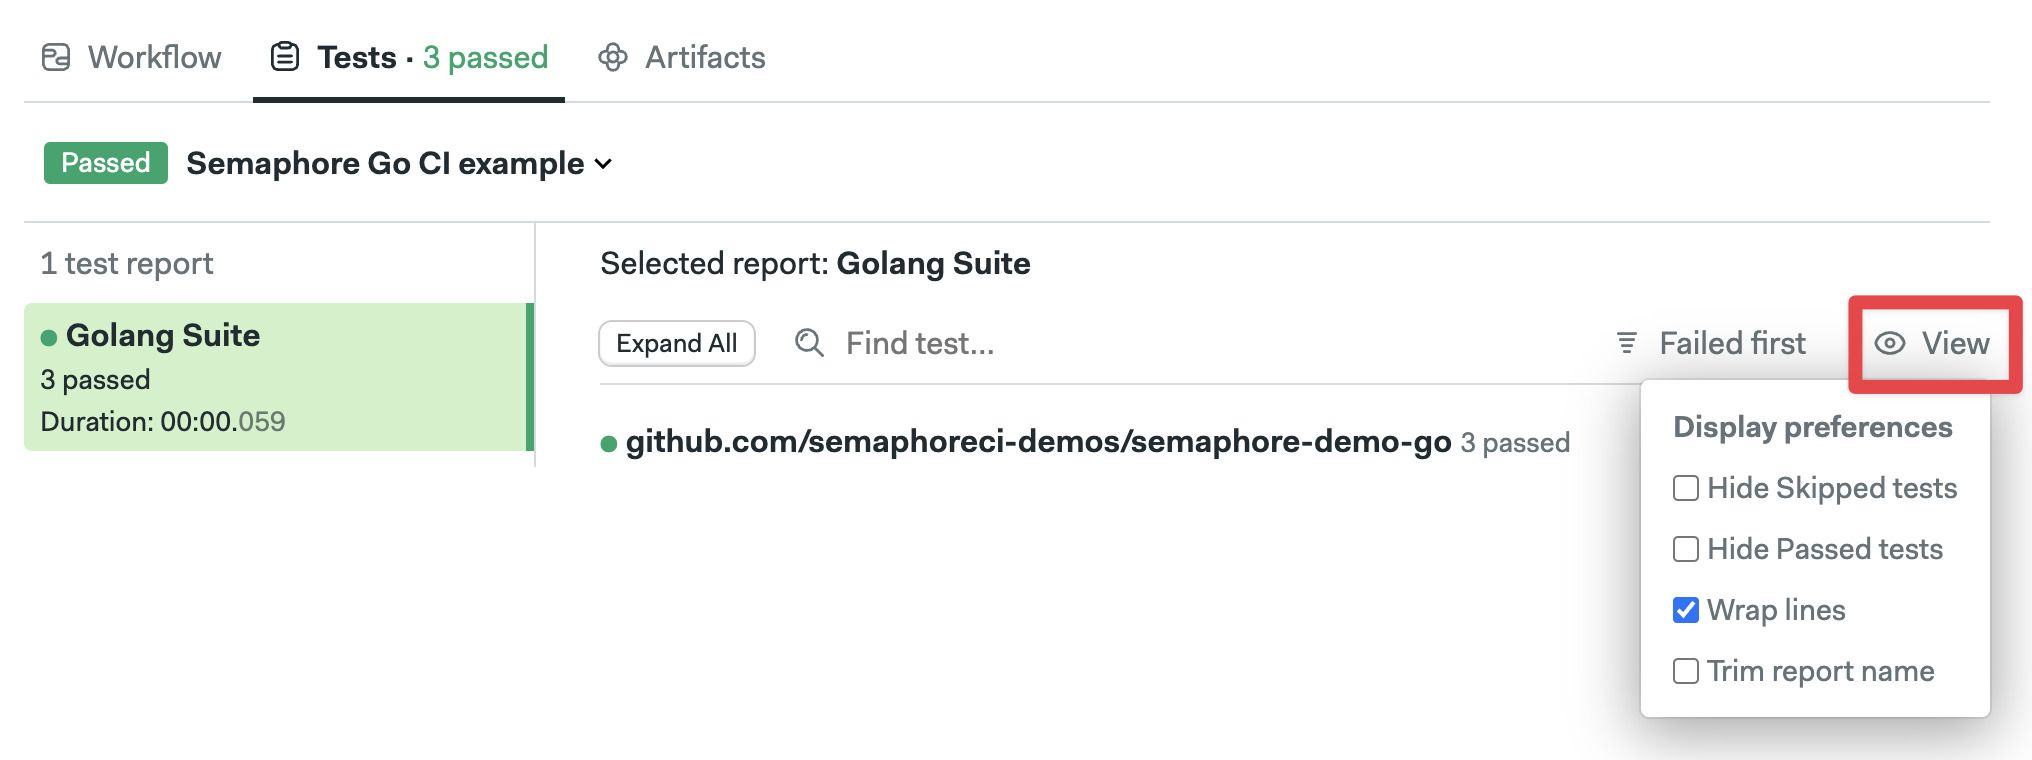 Workflow
Tests · 3 passed
Artifacts
Passed
Semaphore Go CI example
1 test report
Golang Suite
3 passed
Duration: 00:00.059
Selected report: Golang Suite
Expand All
Find test...
Failed first
View
github.com/semaphoreci-demos/semaphore-demo-go 3 passed
Display preferences
Hide Skipped tests
Hide Passed tests
Wrap lines
Trim report name